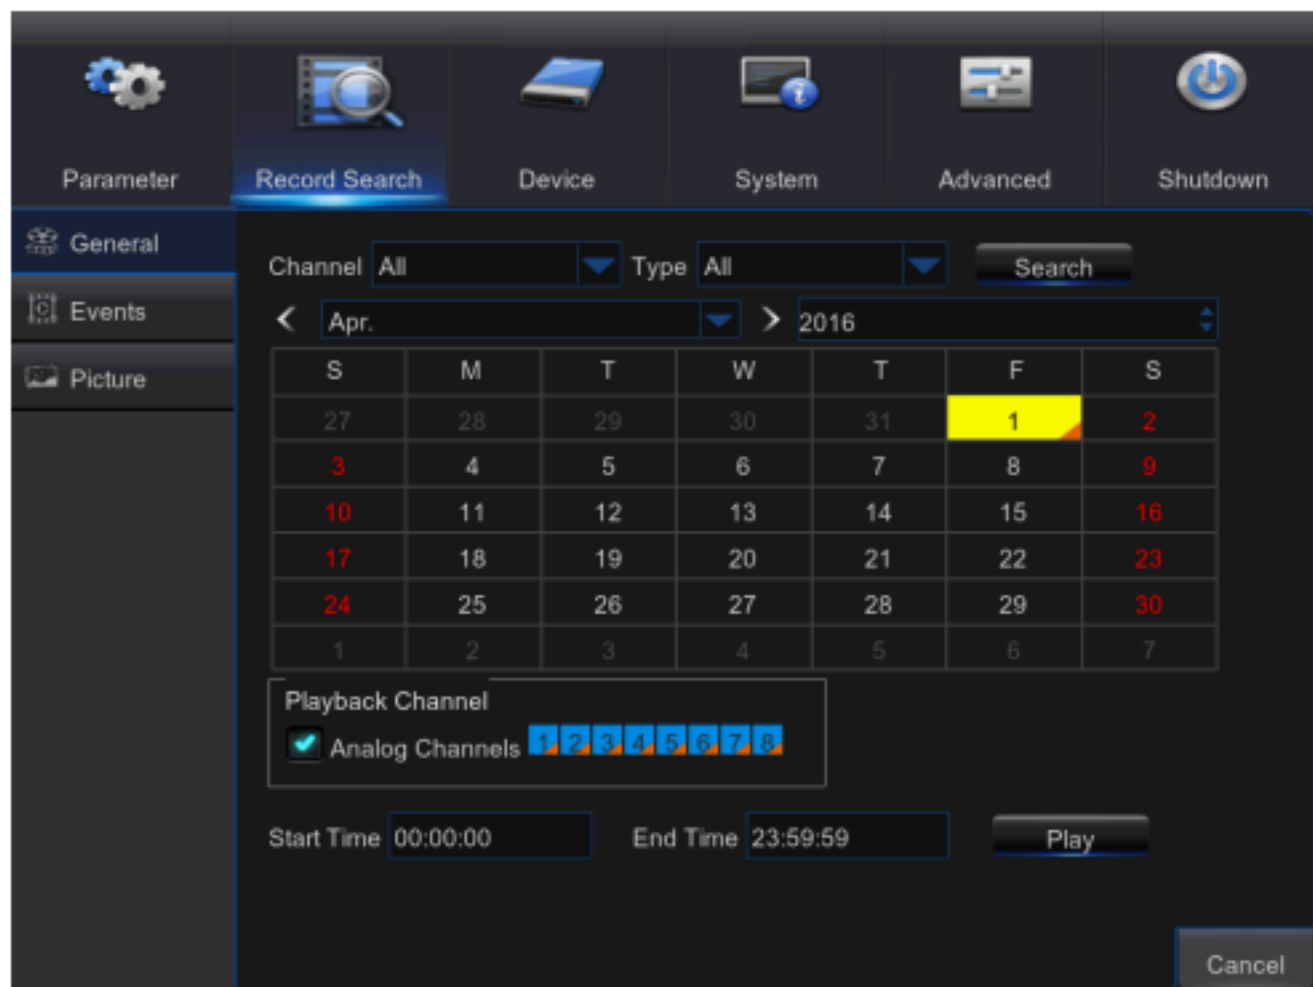 Parameter Record Search Device System Advanced Shutdown
General
Events
Picture
Channel All Type All Search
< Apr. > 2016
S M T W T F S
27 28 29 30 31 1 2
3 4 5 6 7 8 9
10 11 12 13 14 15 16
17 18 19 20 21 22 23
24 25 26 27 28 29 30
1 2 3 4 5 6 7
Playback Channel
Analog Channels 1 2 3 4 5 6 7 8
Start Time 00:00:00 End Time 23:59:59 Play
Cancel